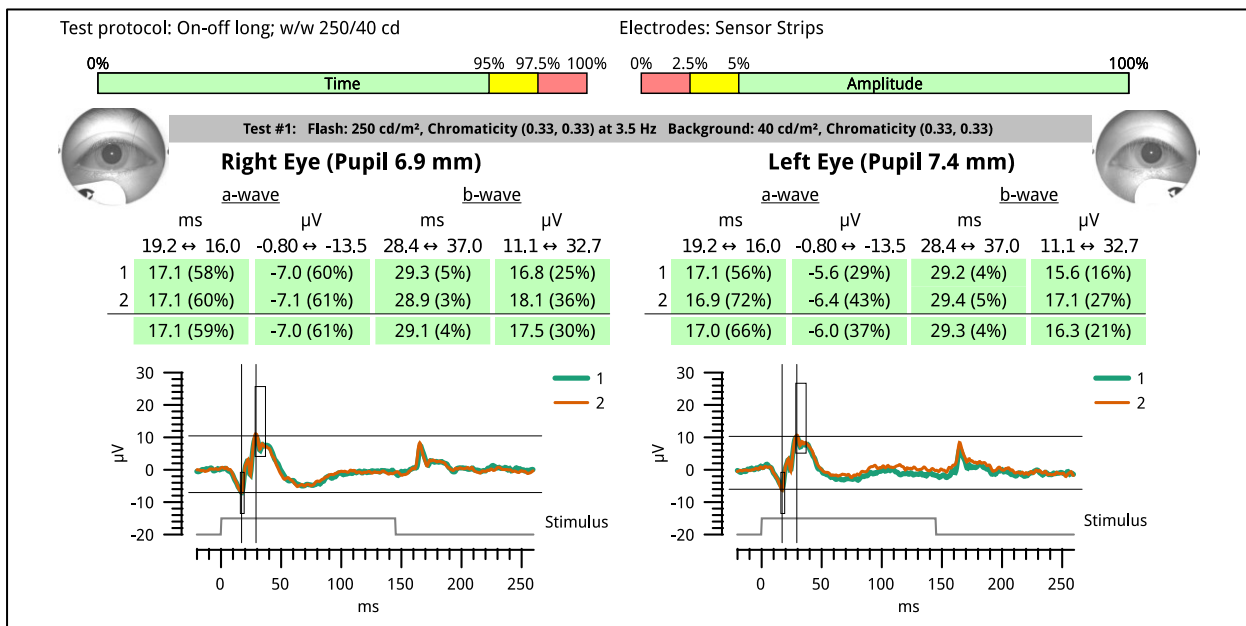 Test protocol: On-off long; w/w 250/40 cd
Electrodes: Sensor Strips
0% 95% 97.5% 100%
Time
0% 2.5% 5% 100%
Amplitude
Test #1: Flash: 250 cd/m², Chromaticity (0.33, 0.33) at 3.5 Hz Background: 40 cd/m², Chromaticity (0.33, 0.33)
Right Eye (Pupil 6.9 mm)
a-wave b-wave
ms µV ms µV
19.2 ↔ 16.0 -0.80 ↔ -13.5 28.4 ↔ 37.0 11.1 ↔ 32.7
1 17.1 (58%) -7.0 (60%) 29.3 (5%) 16.8 (25%)
2 17.1 (60%) -7.1 (61%) 28.9 (3%) 18.1 (36%)
17.1 (59%) -7.0 (61%) 29.1 (4%) 17.5 (30%)
30
20
10
0
-10
-20
µV
1
2
Stimulus
0 50 100 150 200 250
ms
Left Eye (Pupil 7.4 mm)
a-wave b-wave
ms µV ms µV
19.2 ↔ 16.0 -0.80 ↔ -13.5 28.4 ↔ 37.0 11.1 ↔ 32.7
1 17.1 (56%) -5.6 (29%) 29.2 (4%) 15.6 (16%)
2 16.9 (72%) -6.4 (43%) 29.4 (5%) 17.1 (27%)
17.0 (66%) -6.0 (37%) 29.3 (4%) 16.3 (21%)
30
20
10
0
-10
-20
µV
1
2
Stimulus
0 50 100 150 200 250
ms